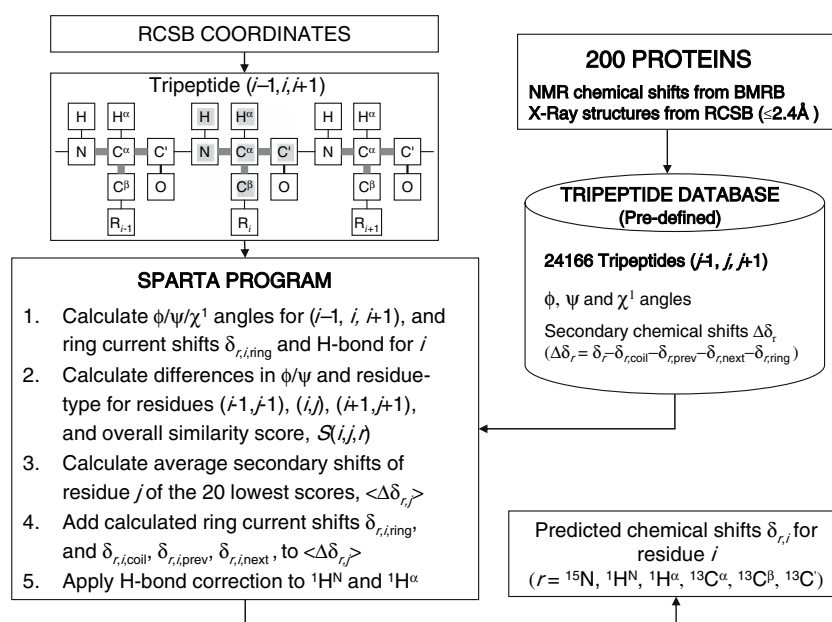 RCSB COORDINATES
Tripeptide (i−1,i,i+1)
H Hα H Hα H Hα
N Cα C' N Cα C' N Cα C'
Cβ O Cβ O Cβ O
Ri-1 Ri Ri+1
SPARTA PROGRAM
1. Calculate ϕ/ψ/χ¹ angles for (i−1, i, i+1), and
ring current shifts δr,i,ring and H-bond for i
2. Calculate differences in ϕ/ψ and residue-
type for residues (i-1,j-1), (i,j), (i+1,j+1),
and overall similarity score, S(i,j,r)
3. Calculate average secondary shifts of
residue j of the 20 lowest scores, <Δδr,j>
4. Add calculated ring current shifts δr,i,ring,
and δr,i,coil, δr,i,prev, δr,i,next, to <Δδr,j>
5. Apply H-bond correction to ¹Hᴺ and ¹Hα
200 PROTEINS
NMR chemical shifts from BMRB
X-Ray structures from RCSB (≤2.4Å )
TRIPEPTIDE DATABASE
(Pre-defined)
24166 Tripeptides (j-1, j, j+1)
ϕ, ψ and χ¹ angles
Secondary chemical shifts Δδr
(Δδr = δr−δr,coil−δr,prev−δr,next−δr,ring )
Predicted chemical shifts δr,i for
residue i
(r = ¹⁵N, ¹Hᴺ, ¹Hα, ¹³Cα, ¹³Cβ, ¹³C')